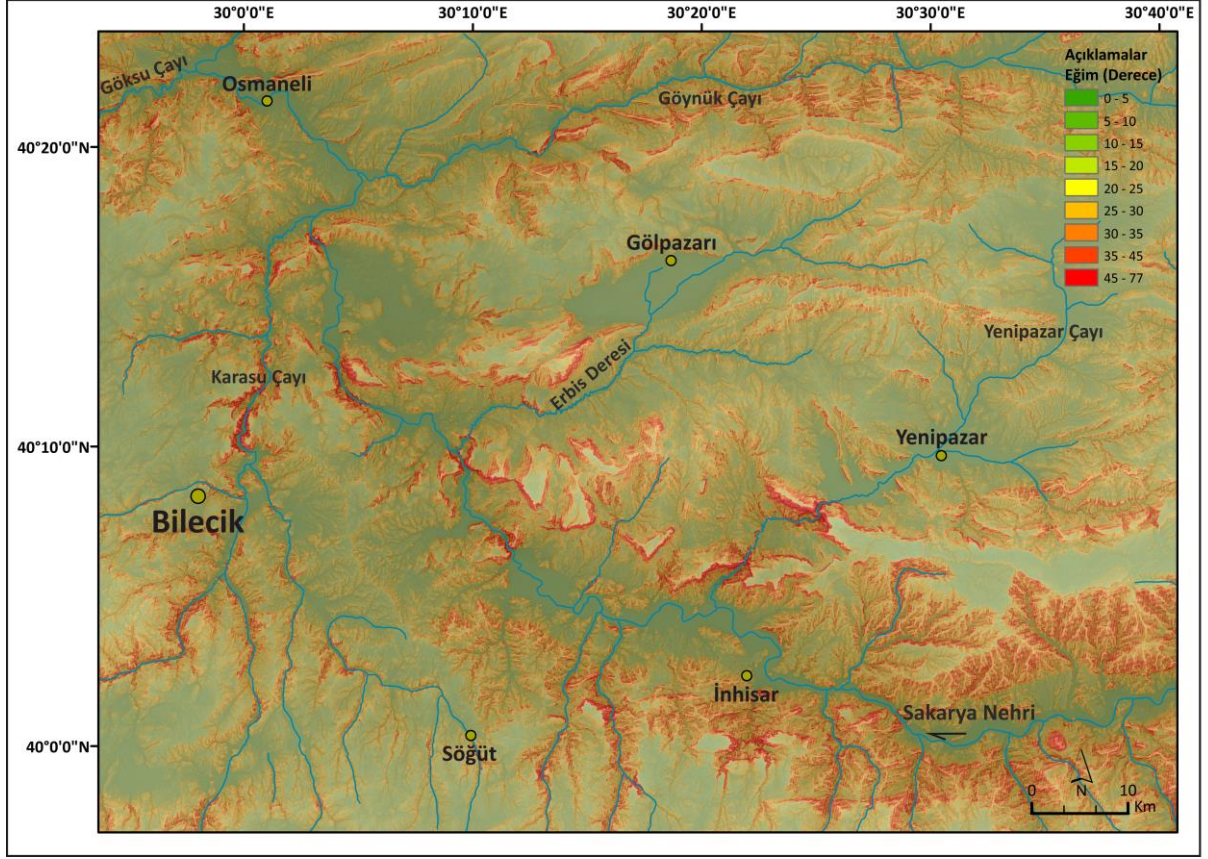 30°00'0"E
30°10'0"E
30°20'0"E
30°30'0"E
30°40'0"E
Açıklamalar
Eğim (Derece)
0 - 5
5 - 10
10 - 15
15 - 20
20 - 25
25 - 30
30 - 35
35 - 45
45 - 77
Göksu Çayı
Osmaneli
Göynük Çayı
40°20'0"N
Gölpazarı
Yenipazar Çayı
Erbis Deresi
Karasu Çayı
40°10'0"N
Yenipazar
Bileçik
İnhisar
Sakarya Nehri
40°0'0"N
Söğüt
0
N
10
Km